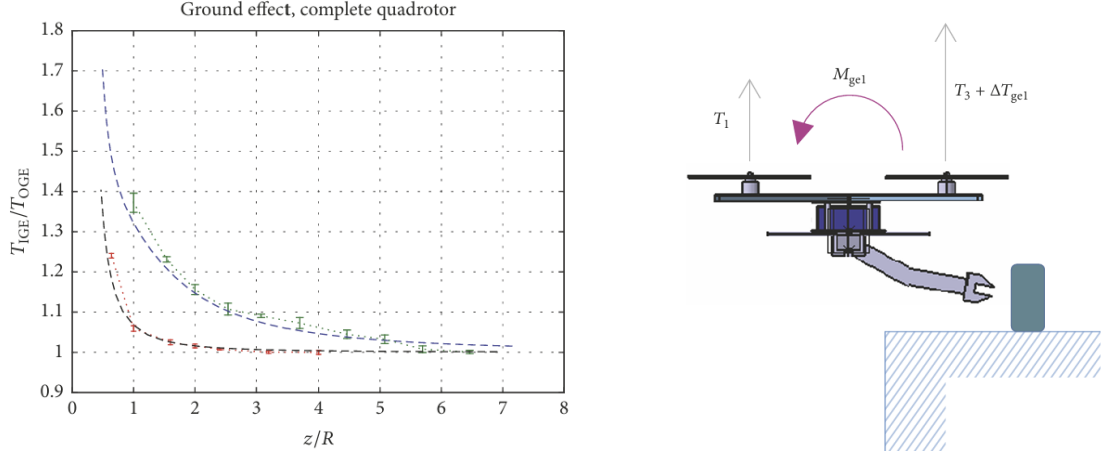 Ground effect, complete quadrotor
T_IGE/T_OGE
1.8
1.7
1.6
1.5
1.4
1.3
1.2
1.1
1
0.9
0 1 2 3 4 5 6 7 8
z/R
M_ge1
T_1
T_3 + ΔT_ge1